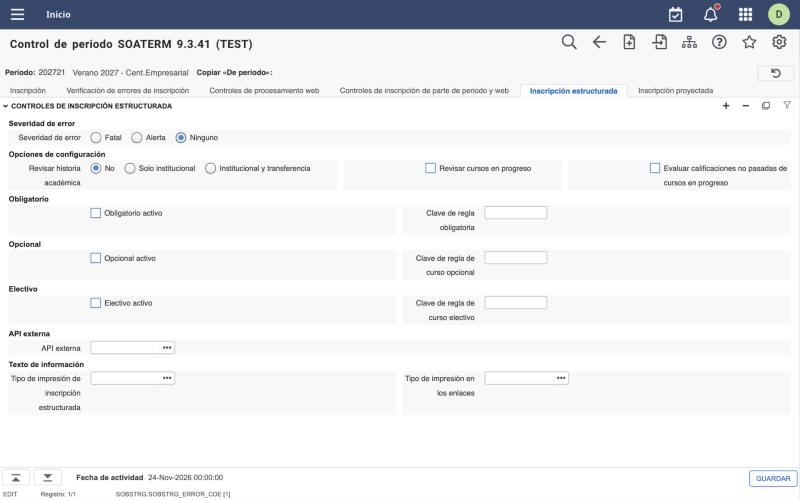 Inicio
D
Control de periodo SOATERM 9.3.41 (TEST)
Periodo: 202721 Verano 2027 - Cent.Empresarial Copiar «De periodo»:
Inscripción Verificación de errores de inscripción Controles de procesamiento web Controles de inscripción de parte de periodo y web Inscripción estructurada Inscripción proyectada
CONTROLES DE INSCRIPCIÓN ESTRUCTURADA
Severidad de error
Severidad de error Fatal Alerta Ninguno
Opciones de configuración
Revisar historia académica No Solo institucional Institucional y transferencia Revisar cursos en progreso Evaluar calificaciones no pasadas de cursos en progreso
Obligatorio
Obligatorio activo Clave de regla obligatoria
Opcional
Opcional activo Clave de regla de curso opcional
Electivo
Electivo activo Clave de regla de curso electivo
API externa
API externa
Texto de información
Tipo de impresión de inscripción estructurada Tipo de impresión en los enlaces
Fecha de actividad 24-Nov-2026 00:00:00
GUARDAR
EDIT Registro: 1/1 SOBSTRG.SOBSTRG_ERROR_CDE [1]